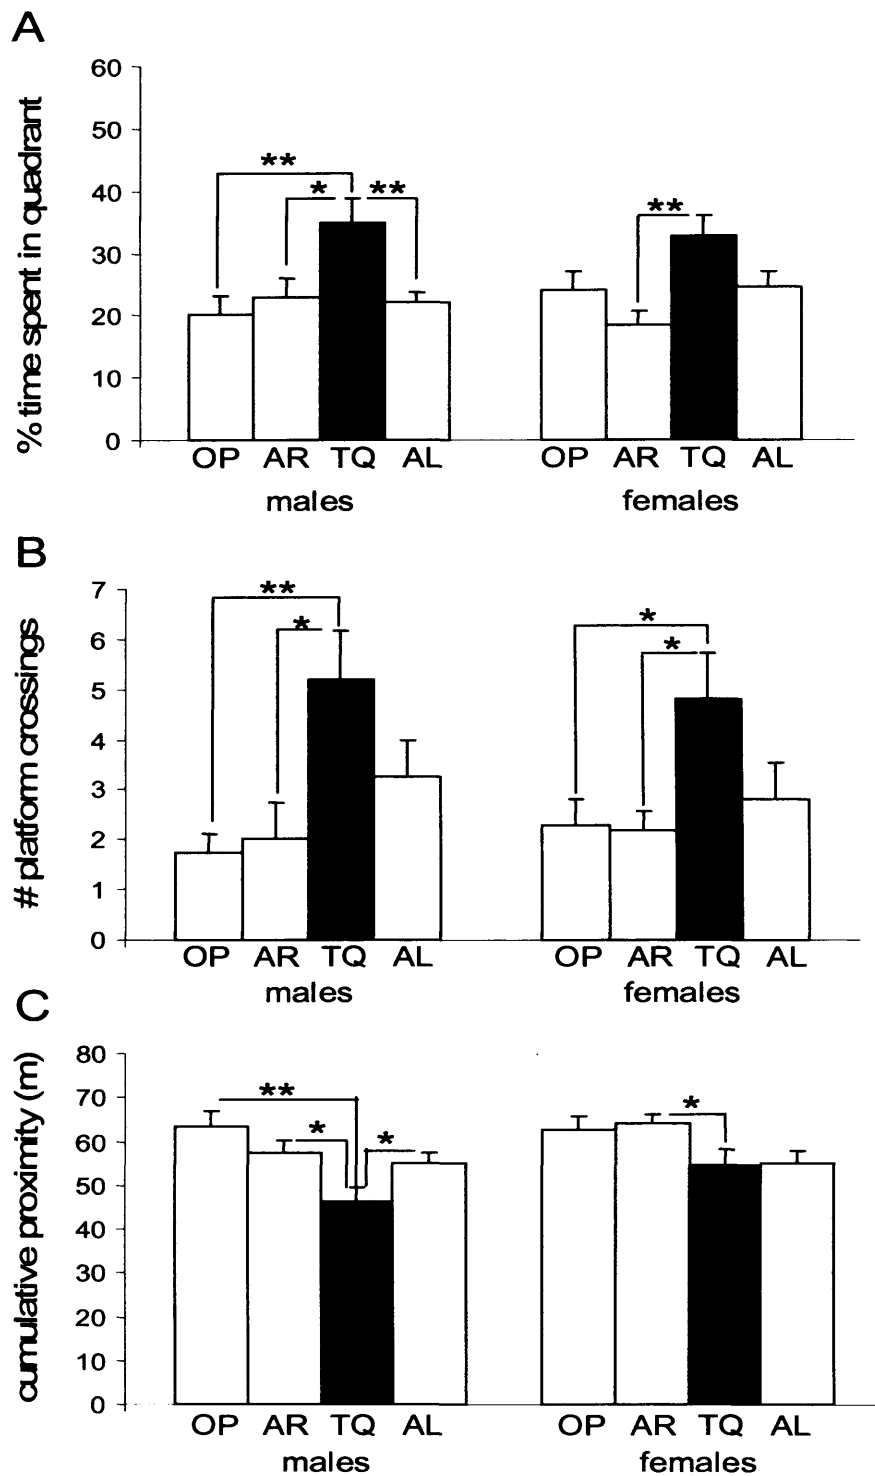 A
% time spent in quadrant
60
50
40
30
20
10
0
**
*
**
**
OP AR TQ AL
OP AR TQ AL
males
females
B
# platform crossings
7
6
5
4
3
2
1
0
**
*
*
*
OP AR TQ AL
OP AR TQ AL
males
females
C
cumulative proximity (m)
80
70
60
50
40
30
20
10
0
**
*
*
*
OP AR TQ AL
OP AR TQ AL
males
females